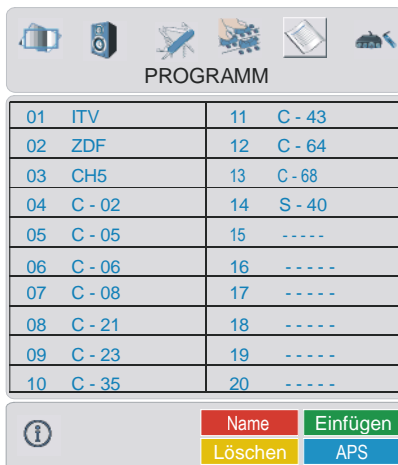 PROGRAMM
01 ITV 11 C - 43
02 ZDF 12 C - 64
03 CH5 13 C - 68
04 C - 02 14 S - 40
05 C - 05 15 - - - - -
06 C - 06 16 - - - - -
07 C - 08 17 - - - - -
08 C - 21 18 - - - - -
09 C - 23 19 - - - - -
10 C - 35 20 - - - - -
Name Einfügen
Löschen APS